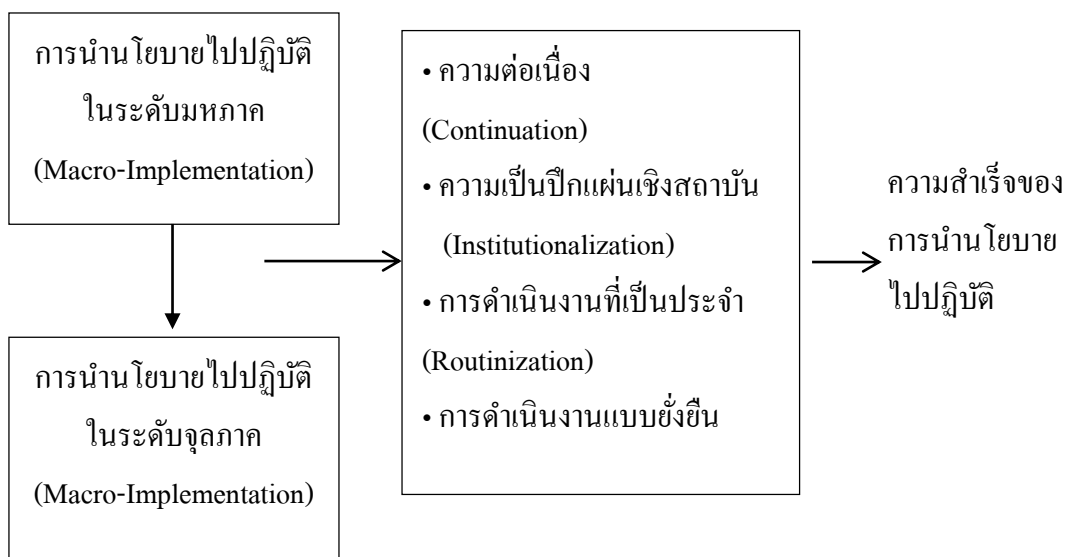 การนำนโยบายไปปฏิบัติ
ในระดับมหภาค
(Macro-Implementation)
การนำนโยบายไปปฏิบัติ
ในระดับจุลภาค
(Macro-Implementation)
• ความต่อเนื่อง
(Continuation)
• ความเป็นปึกแผ่นเชิงสถาบัน
(Institutionalization)
• การดำเนินงานที่เป็นประจำ
(Routinization)
• การดำเนินงานแบบยั่งยืน
ความสำเร็จของ
การนำนโยบาย
ไปปฏิบัติ